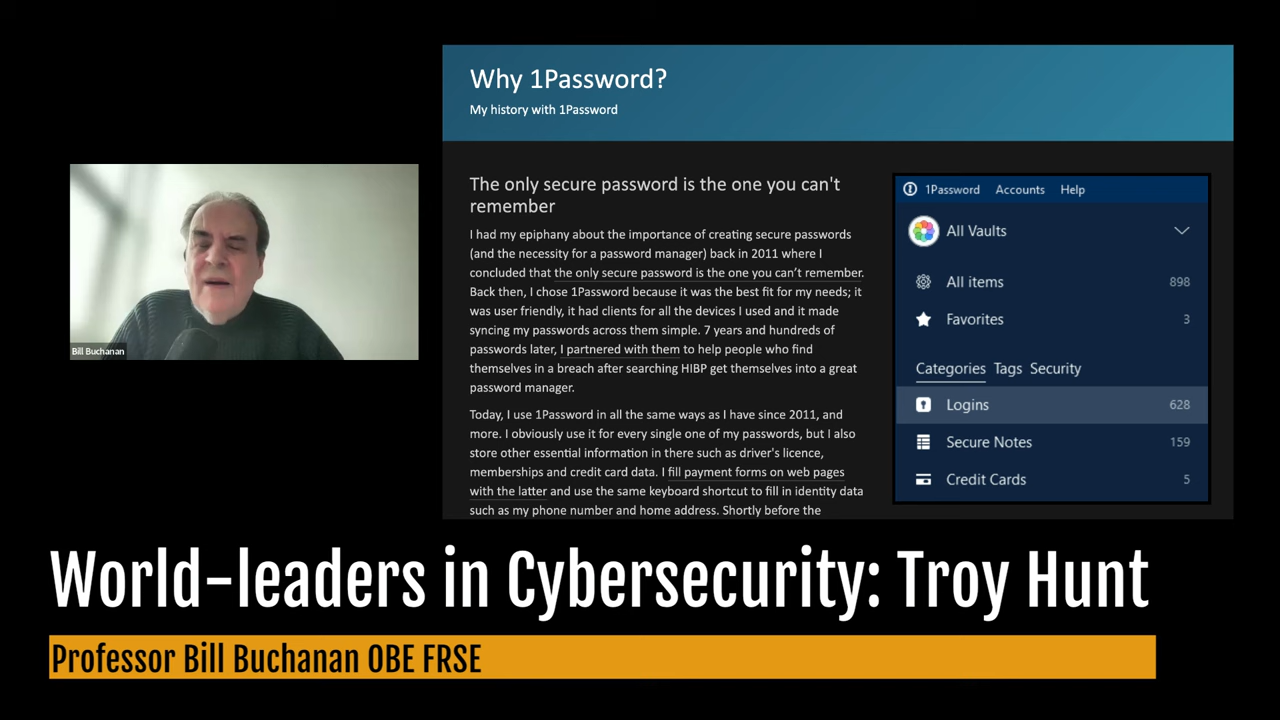 Why 1Password?
My history with 1Password
The only secure password is the one you can't
remember
I had my epiphany about the importance of creating secure passwords
(and the necessity for a password manager) back in 2011 where I
concluded that the only secure password is the one you can't remember.
Back then, I chose 1Password because it was the best fit for my needs; it
was user friendly, it had clients for all the devices I used and it made
syncing my passwords across them simple. 7 years and hundreds of
passwords later, I partnered with them to help people who find
themselves in a breach after searching HIBP get themselves into a great
password manager.
Today, I use 1Password in all the same ways as I have since 2011, and
more. I obviously use it for every single one of my passwords, but I also
store other essential information in there such as driver's licence,
memberships and credit card data. I fill payment forms on web pages
with the latter and use the same keyboard shortcut to fill in identity data
such as my phone number and home address. Shortly before the
1Password Accounts Help
All Vaults
All items 898
Favorites 3
Categories Tags Security
Logins 628
Secure Notes 159
Credit Cards 5
Bill Buchanan
World-leaders in Cybersecurity: Troy Hunt
Professor Bill Buchanan OBE FRSE